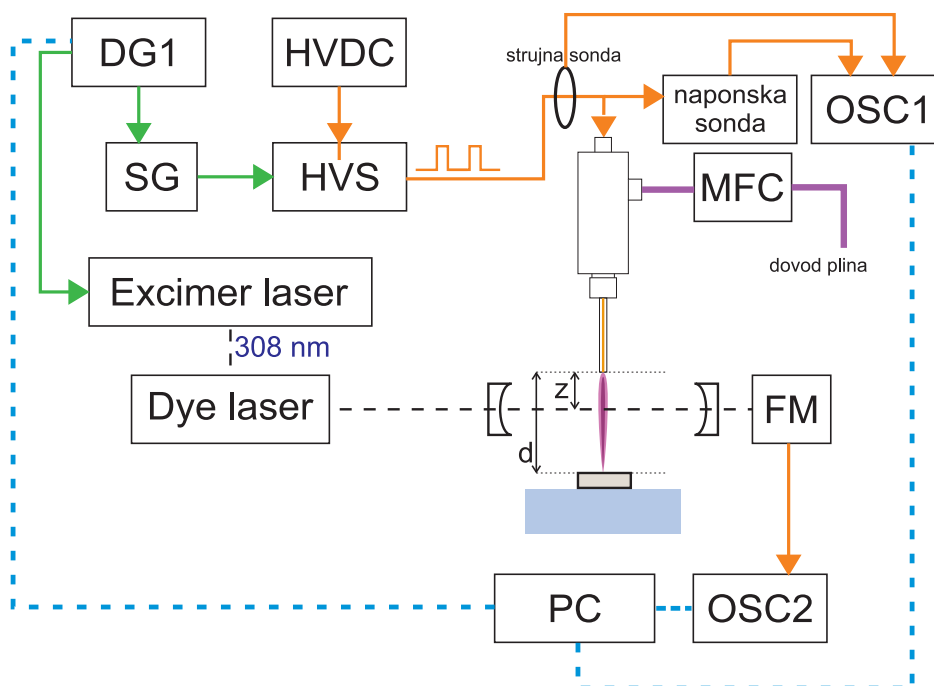 DG1
HVDC
strujna sonda
naponska
sonda
OSC1
SG
HVS
MFC
dovod plina
Excimer laser
308 nm
Dye laser
z
d
FM
PC
OSC2